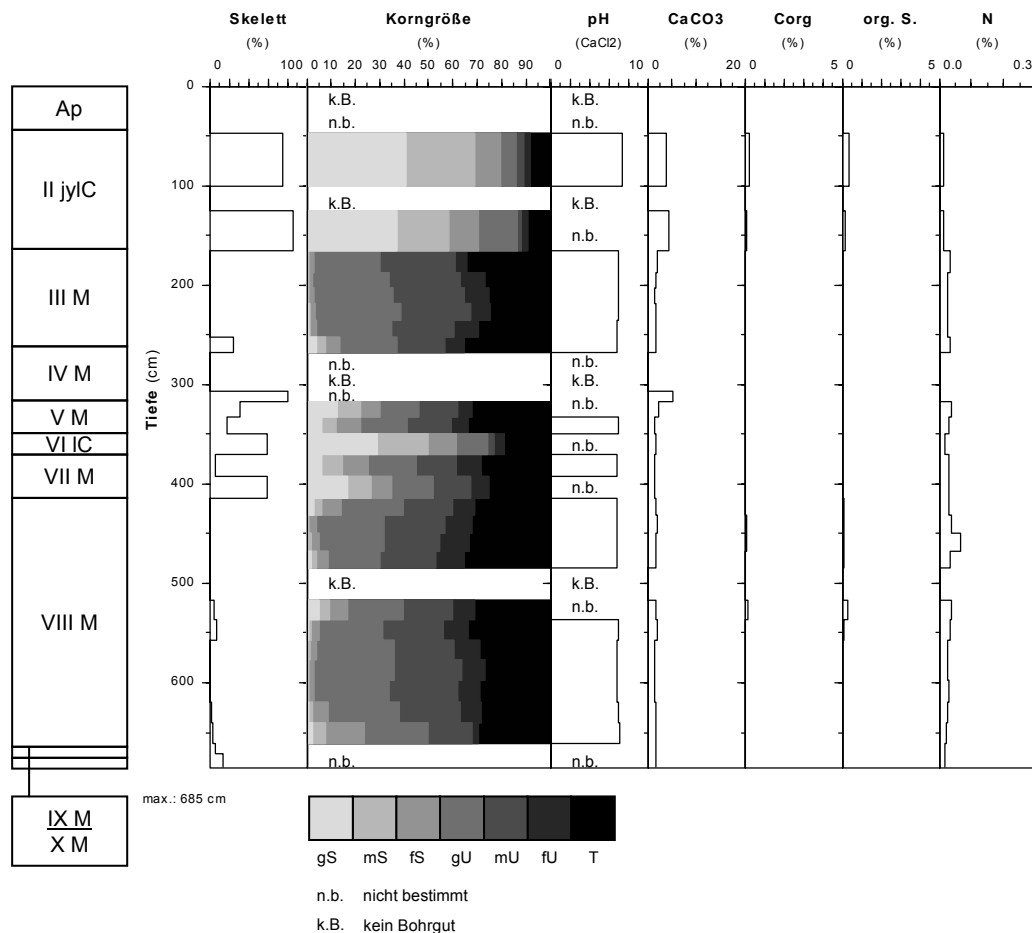 Skelett Korngröße pH CaCO3 Corg org. S. N
(%) (%) (CaCl2) (%) (%) (%) (%)
0 100 0 10 20 30 40 50 60 70 80 90 0 10 0 20 0 5 0 5 0.0 0.3
Tiefe (cm)
0
100
200
300
400
500
600
Ap
II jylC
III M
IV M
V M
VI IC
VII M
VIII M
IX M
X M
k.B. k.B.
n.b. n.b.
k.B. k.B.
n.b.
n.b. n.b.
k.B. k.B.
n.b. n.b.
n.b.
n.b.
k.B. k.B.
n.b.
n.b. n.b.
max.: 685 cm
gS mS fS gU mU fU T
n.b. nicht bestimmt
k.B. kein Bohrgut